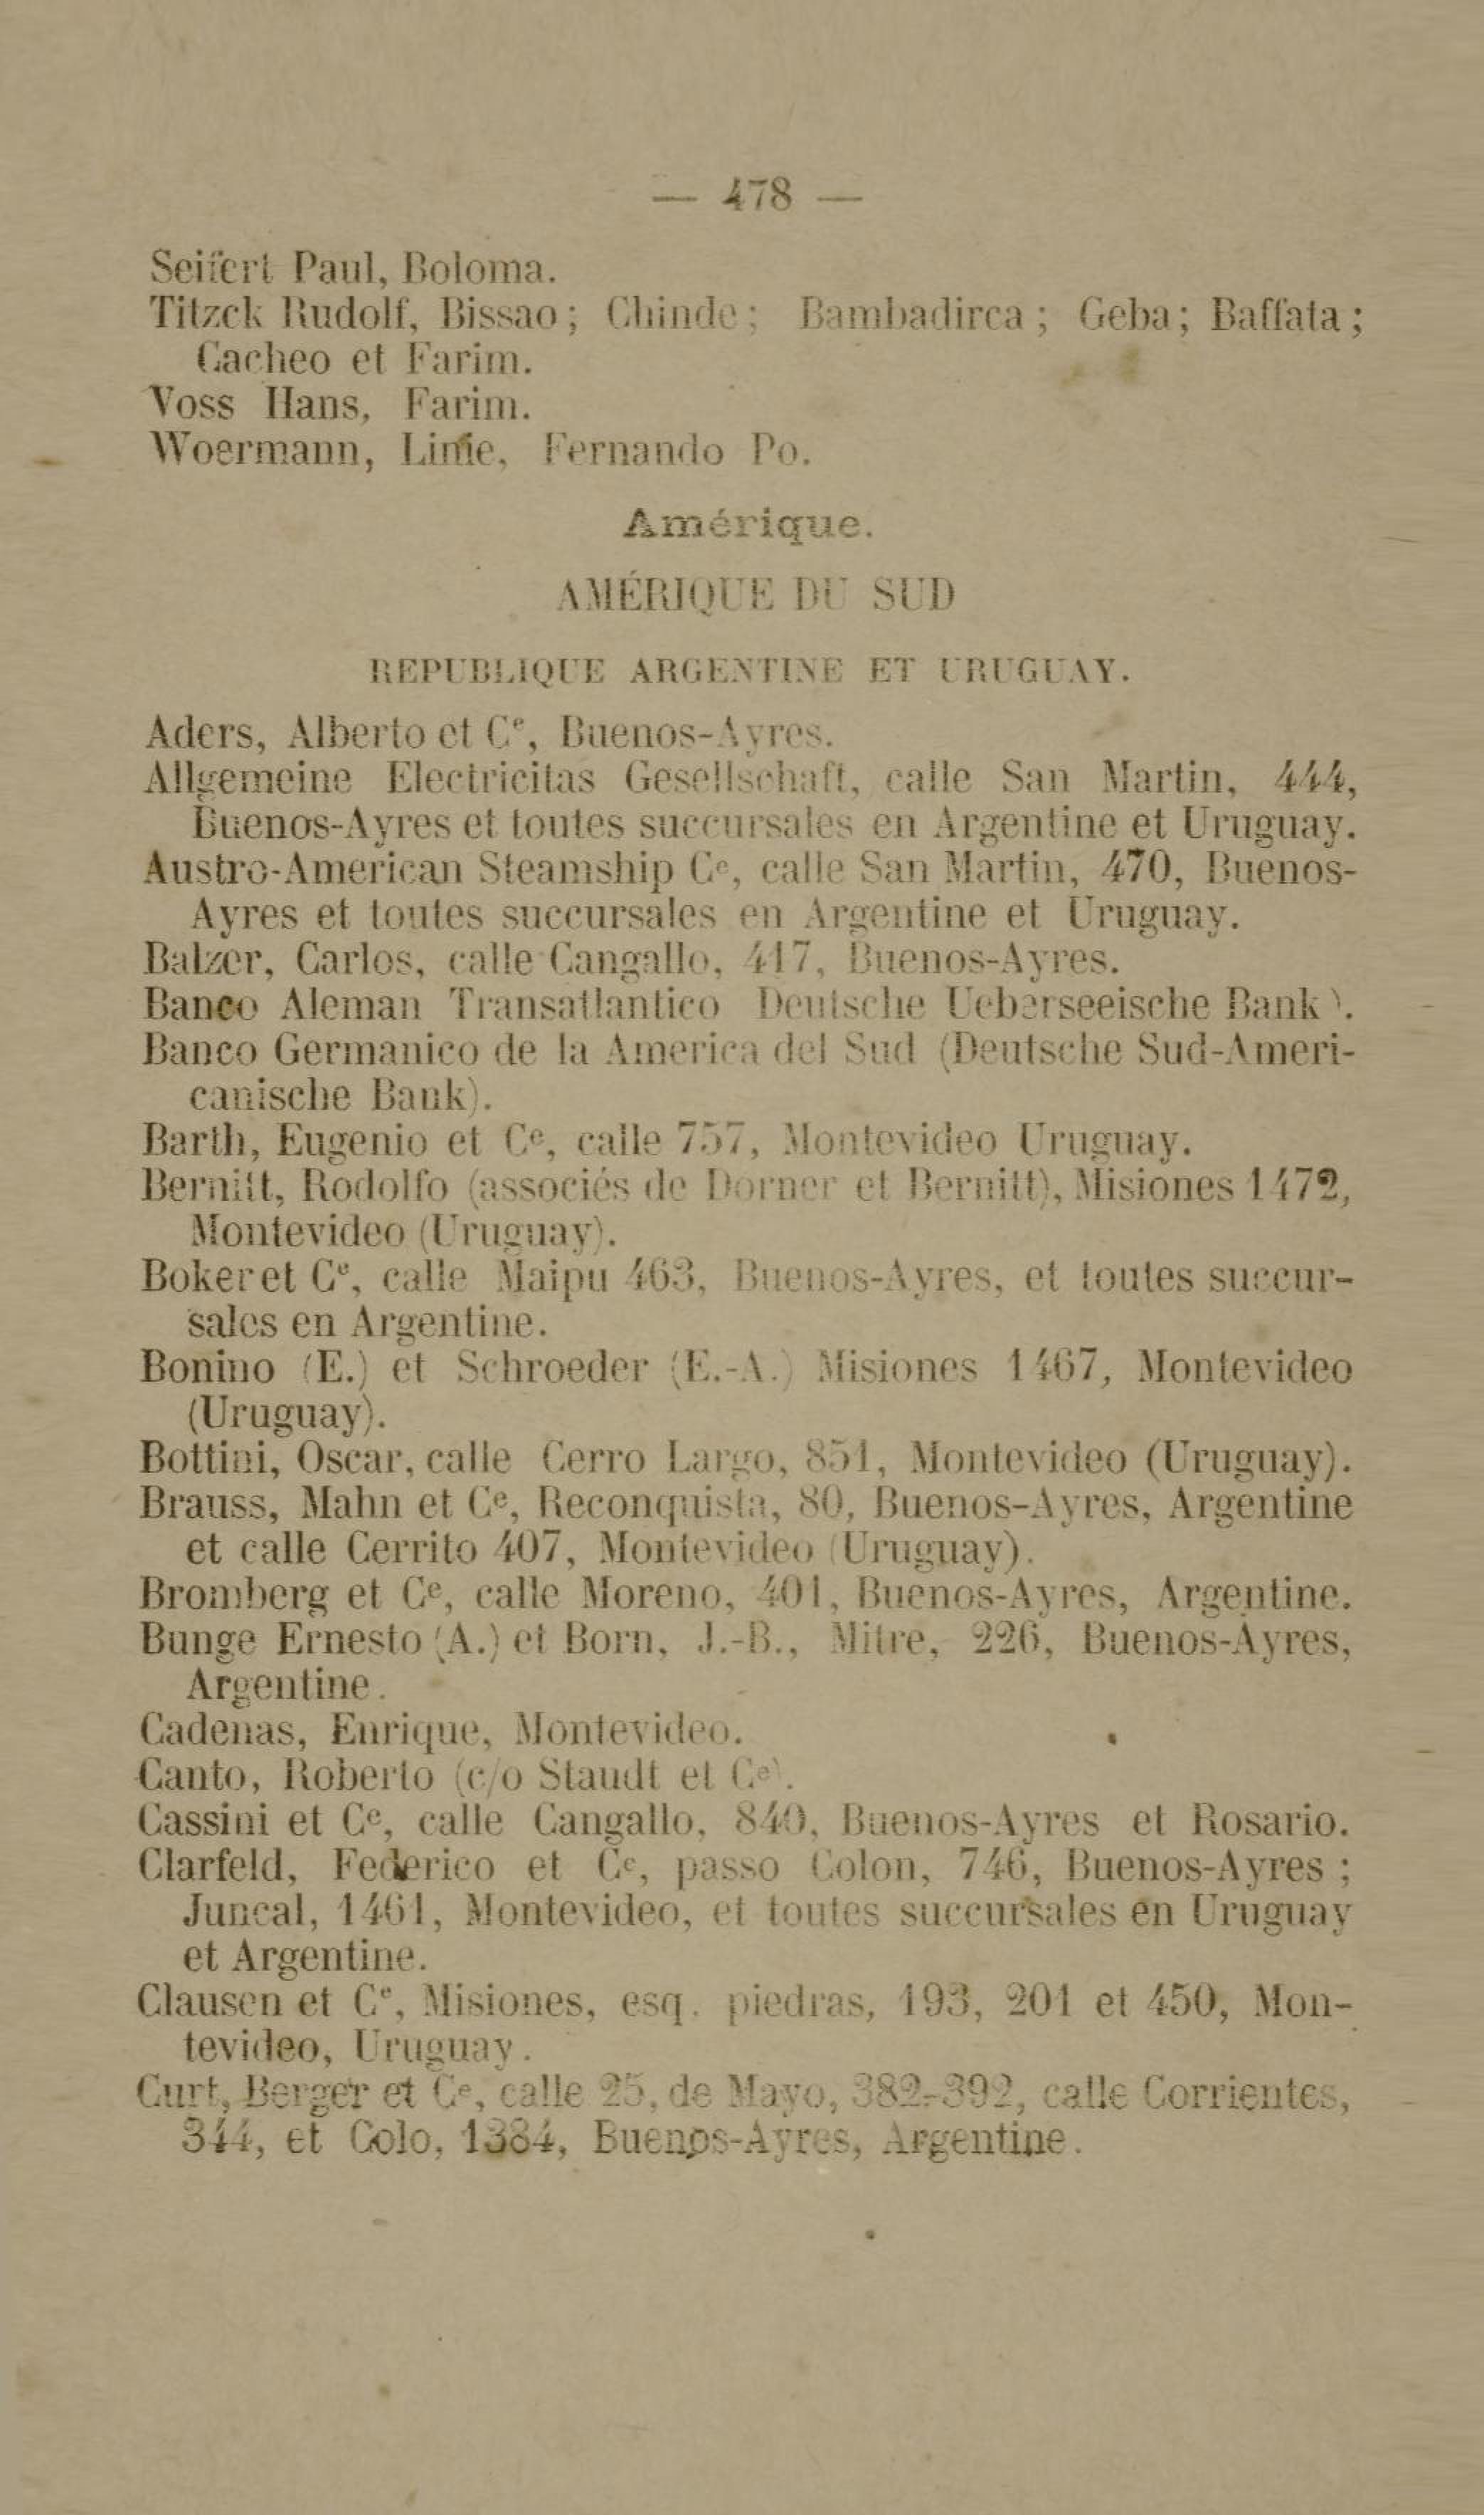 — 478 —
Seifert Paul, Boloma.
Titzck Rudolf, Bissao; Chinde; Bambadirca; Geba; Baffata;
Cacheo et Farim.
Voss Hans, Farim.
Woermann, Linie, Fernando Po.
Amérique.
AMÉRIQUE DU SUD
REPUBLIQUE ARGENTINE ET URUGUAY.
Aders, Alberto et Cᵉ, Buenos-Ayres.
Allgemeine Electricitas Gesellschaft, calle San Martin, 444,
Buenos-Ayres et toutes succursales en Argentine et Uruguay.
Austro-American Steamship Cᵉ, calle San Martin, 470, Buenos-
Ayres et toutes succursales en Argentine et Uruguay.
Balzer, Carlos, calle Cangallo, 417, Buenos-Ayres.
Banco Aleman Transatlantico Deutsche Ueberseeische Bank).
Banco Germanico de la America del Sud (Deutsche Sud-Ameri-
canische Bank).
Barth, Eugenio et Cᵉ, calle 757, Montevideo Uruguay.
Bernitt, Rodolfo (associés de Dorner et Bernitt), Misiones 1472,
Montevideo (Uruguay).
Boker et Cᵉ, calle Maipu 463, Buenos-Ayres, et toutes succur-
sales en Argentine.
Bonino (E.) et Schroeder (E.-A.) Misiones 1467, Montevideo
(Uruguay).
Bottini, Oscar, calle Cerro Largo, 851, Montevideo (Uruguay).
Brauss, Mahn et Cᵉ, Reconquista, 80, Buenos-Ayres, Argentine
et calle Cerrito 407, Montevideo (Uruguay).
Bromberg et Cᵉ, calle Moreno, 401, Buenos-Ayres, Argentine.
Bunge Ernesto (A.) et Born, J.-B., Mitre, 226, Buenos-Ayres,
Argentine.
Cadenas, Enrique, Montevideo.
Canto, Roberto (c/o Staudt et Cᵉ).
Cassini et Cᵉ, calle Cangallo, 840, Buenos-Ayres et Rosario.
Clarfeld, Federico et Cᵉ, passo Colon, 746, Buenos-Ayres;
Juncal, 1461, Montevideo, et toutes succursales en Uruguay
et Argentine.
Clausen et Cᵉ, Misiones, esq. piedras, 193, 201 et 450, Mon-
tevideo, Uruguay.
Curt, Berger et Cᵉ, calle 25, de Mayo, 382-392, calle Corrientes,
344, et Colo, 1384, Buenos-Ayres, Argentine.